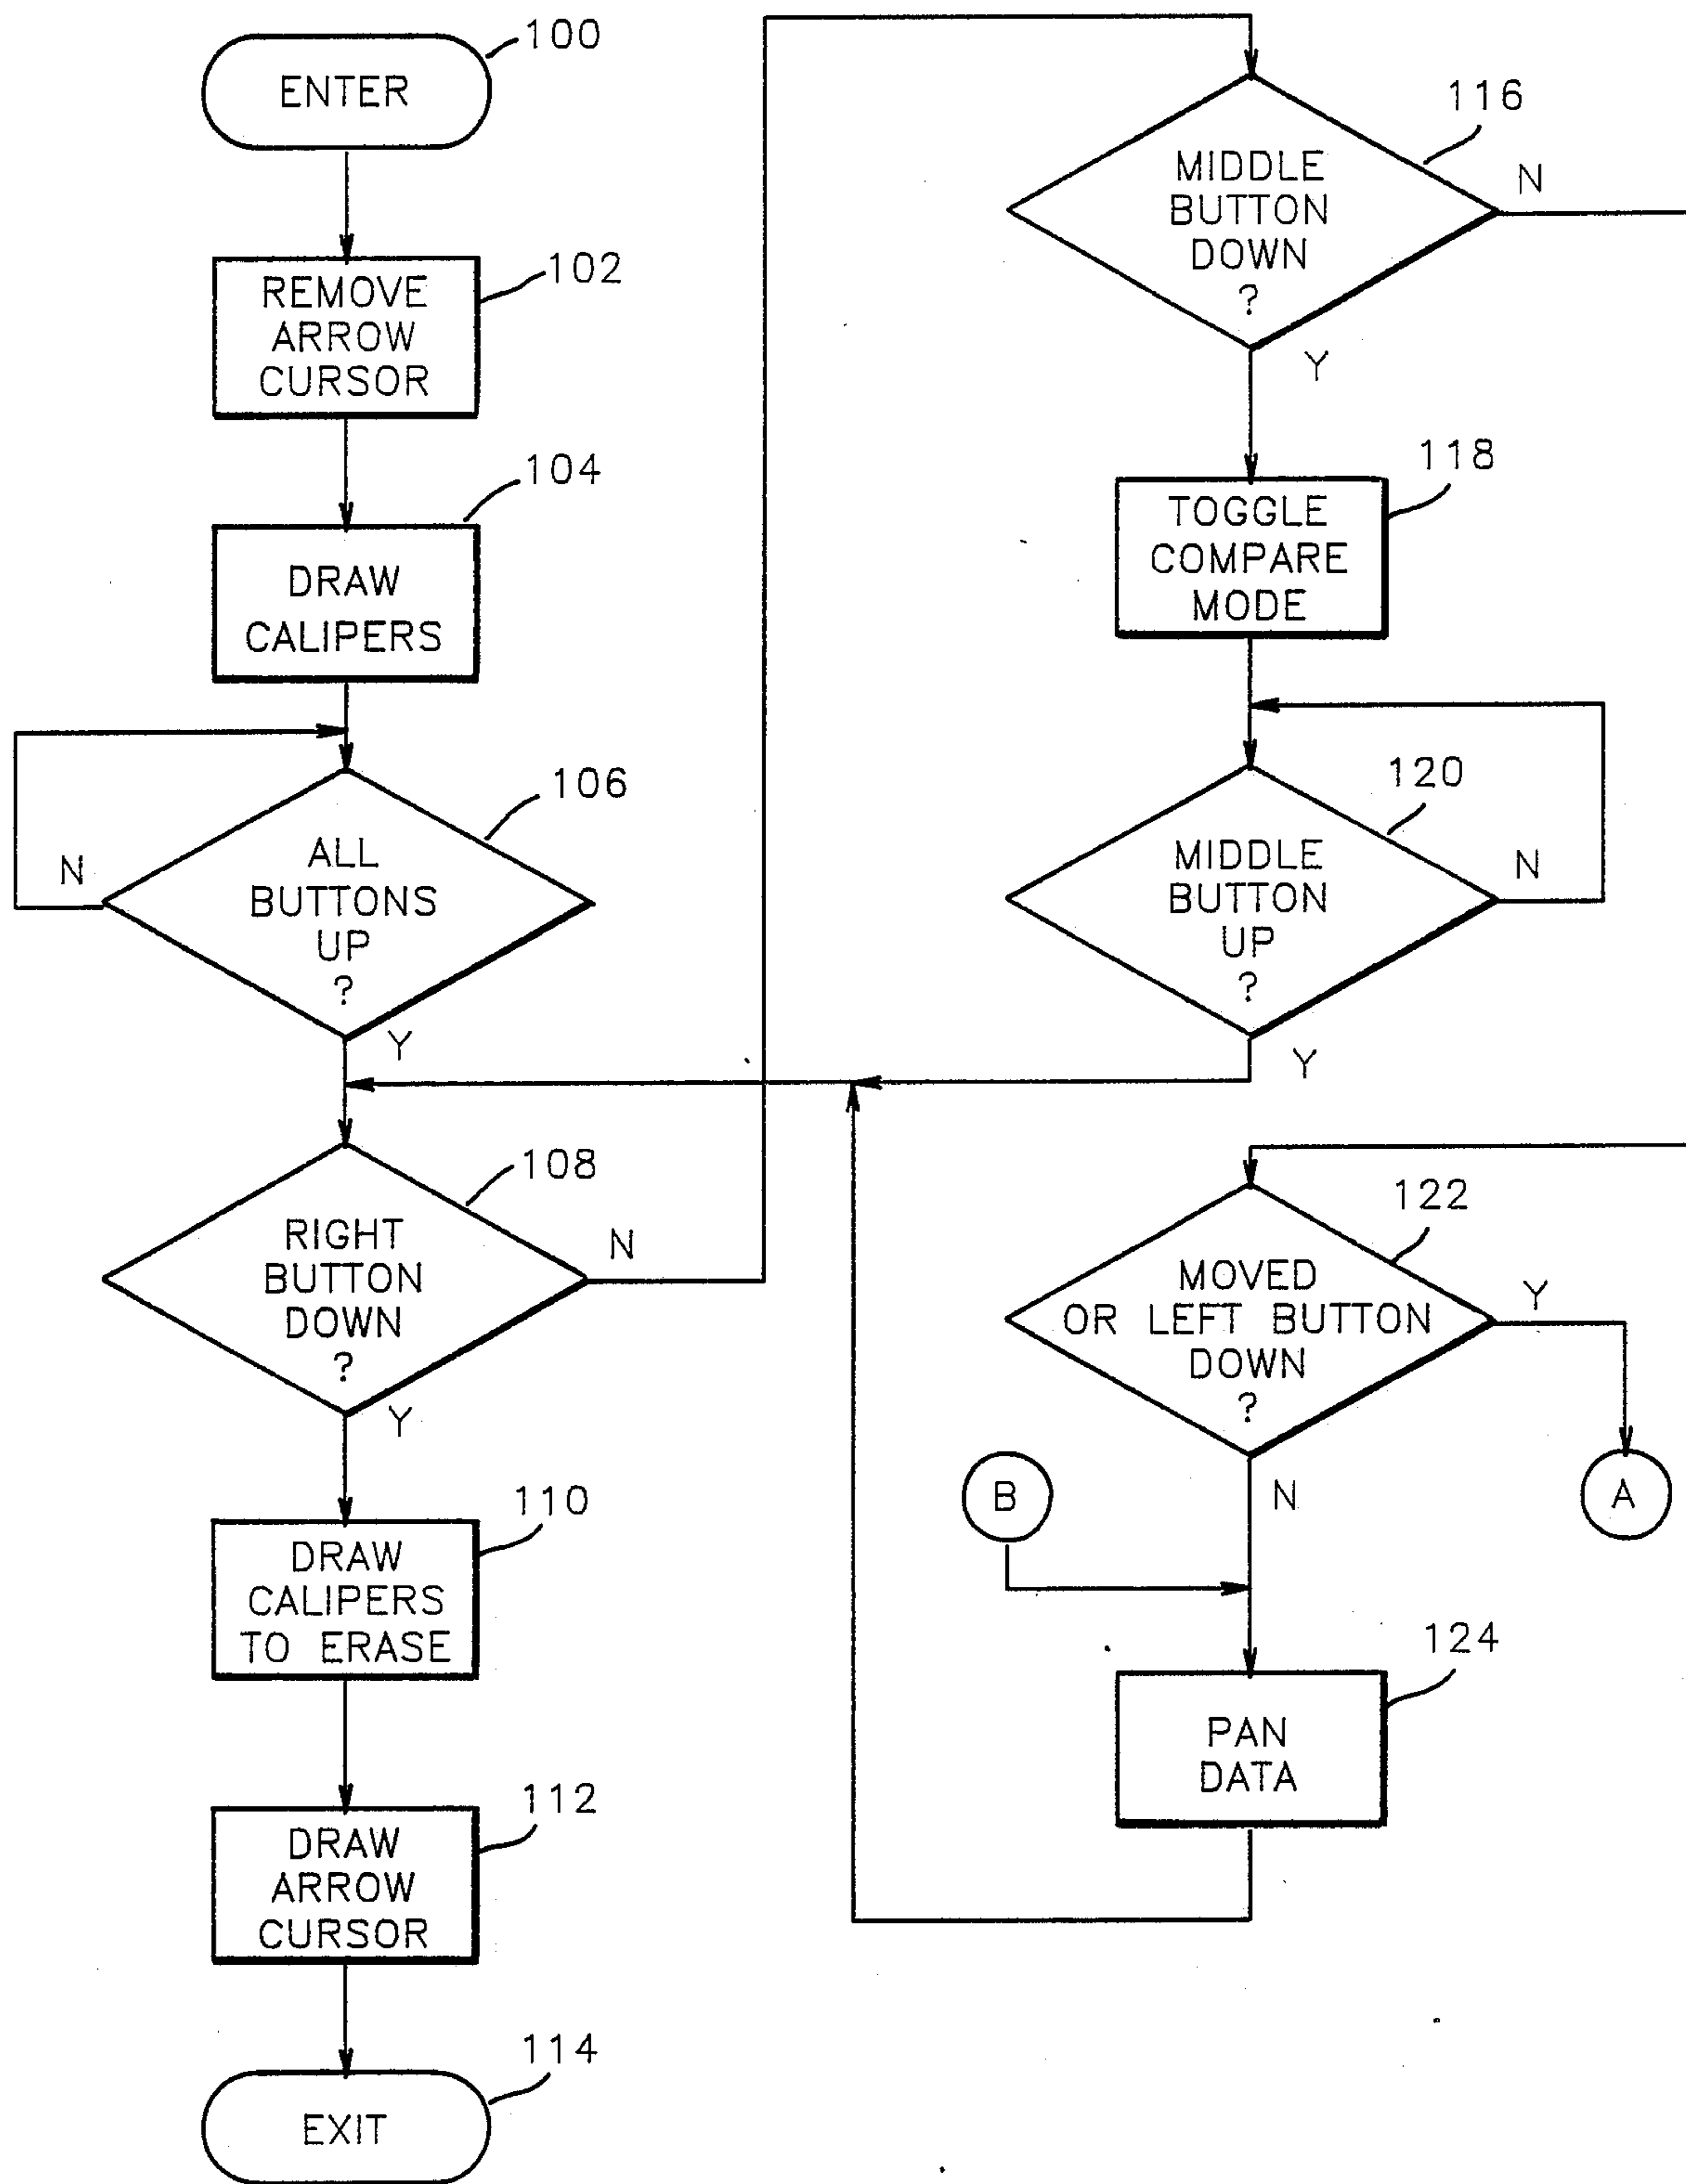 100
ENTER
102
REMOVE
ARROW
CURSOR
104
DRAW
CALIPERS
106
ALL
BUTTONS
UP
?
N
Y
108
RIGHT
BUTTON
DOWN
?
N
Y
110
DRAW
CALIPERS
TO ERASE
112
DRAW
ARROW
CURSOR
114
EXIT
116
MIDDLE
BUTTON
DOWN
?
N
Y
118
TOGGLE
COMPARE
MODE
120
MIDDLE
BUTTON
UP
?
N
Y
122
MOVED
OR LEFT BUTTON
DOWN
?
Y
N
B
A
124
PAN
DATA